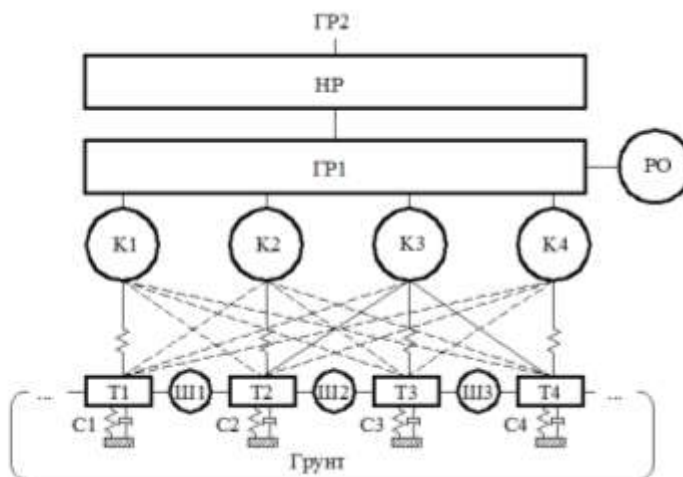 ГР2
НР
ГР1
РО
К1 К2 К3 К4
... Т1 Ш1 Т2 Ш2 Т3 Ш3 Т4 ...
С1 С2 С3 С4
Грунт